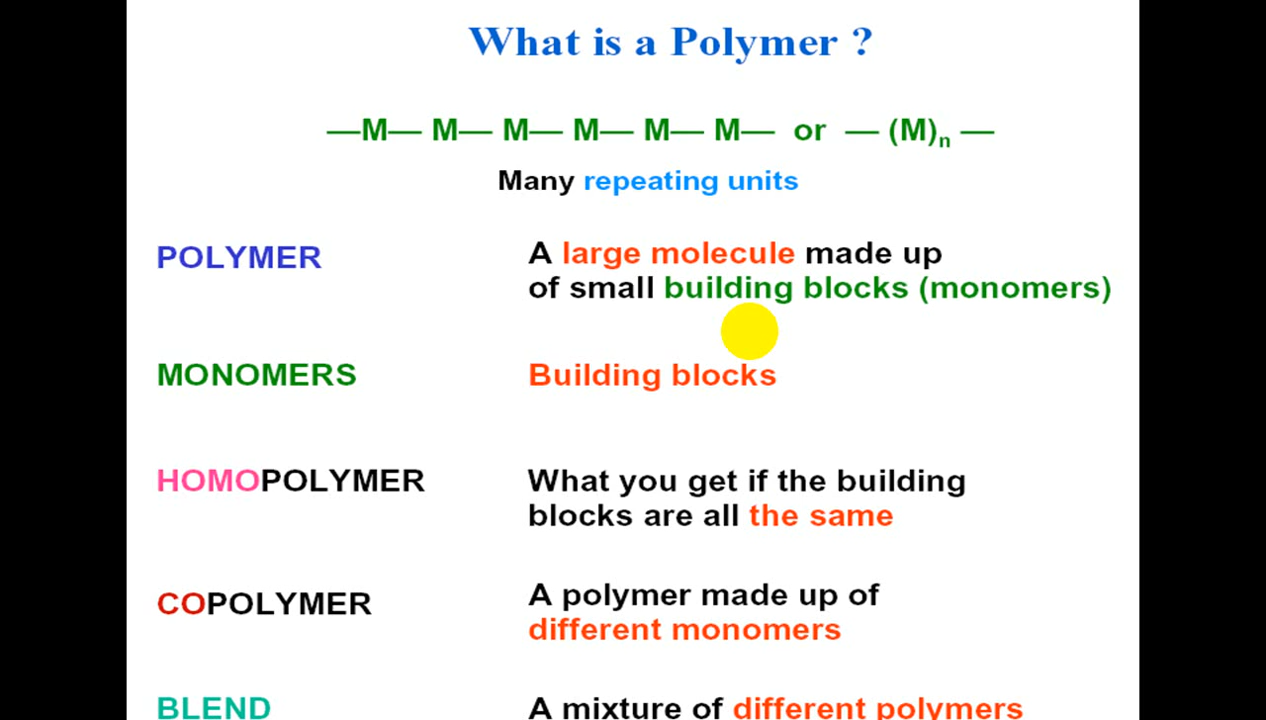 What is a Polymer ?
—M— M— M— M— M— M— or — (M)n —
Many repeating units
POLYMER
A large molecule made up
of small building blocks (monomers)
MONOMERS
Building blocks
HOMOPOLYMER
What you get if the building
blocks are all the same
COPOLYMER
A polymer made up of
different monomers
BLEND
A mixture of different polymers